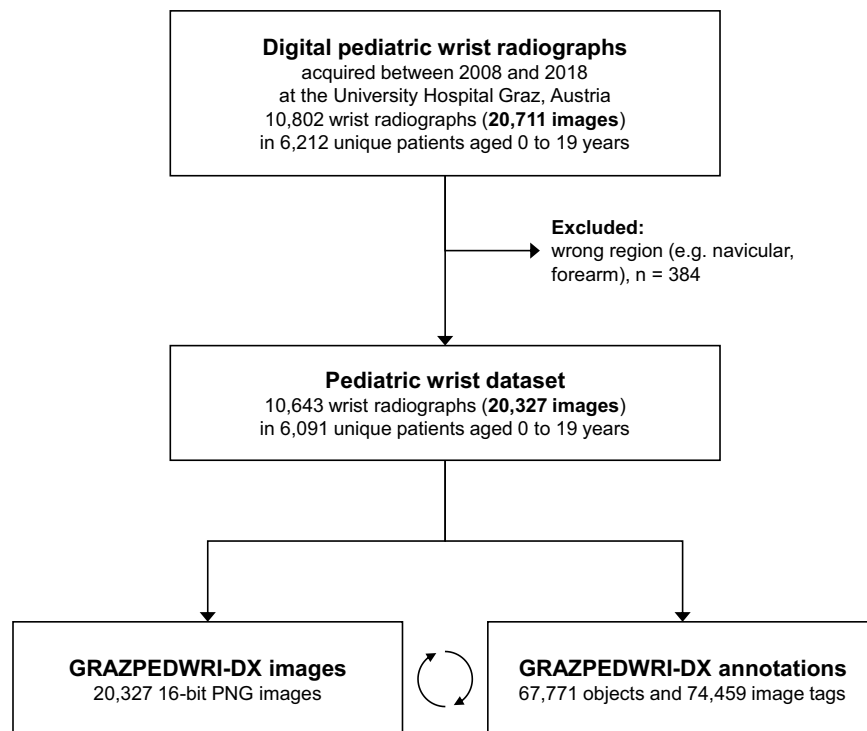 Digital pediatric wrist radiographs
acquired between 2008 and 2018
at the University Hospital Graz, Austria
10,802 wrist radiographs (20,711 images)
in 6,212 unique patients aged 0 to 19 years
Excluded:
wrong region (e.g. navicular,
forearm), n = 384
Pediatric wrist dataset
10,643 wrist radiographs (20,327 images)
in 6,091 unique patients aged 0 to 19 years
GRAZPEDWRI-DX images
20,327 16-bit PNG images
GRAZPEDWRI-DX annotations
67,771 objects and 74,459 image tags